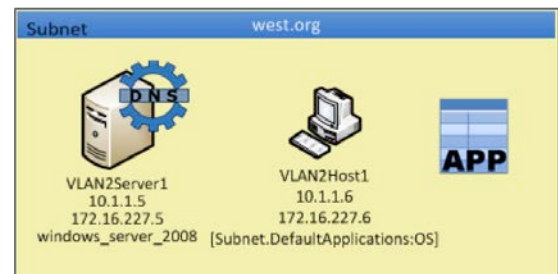 Subnet
west.org
DNS
VLAN2Server1
10.1.1.5
172.16.227.5
windows_server_2008
VLAN2Host1
10.1.1.6
172.16.227.6
[Subnet.DefaultApplications:OS]
APP